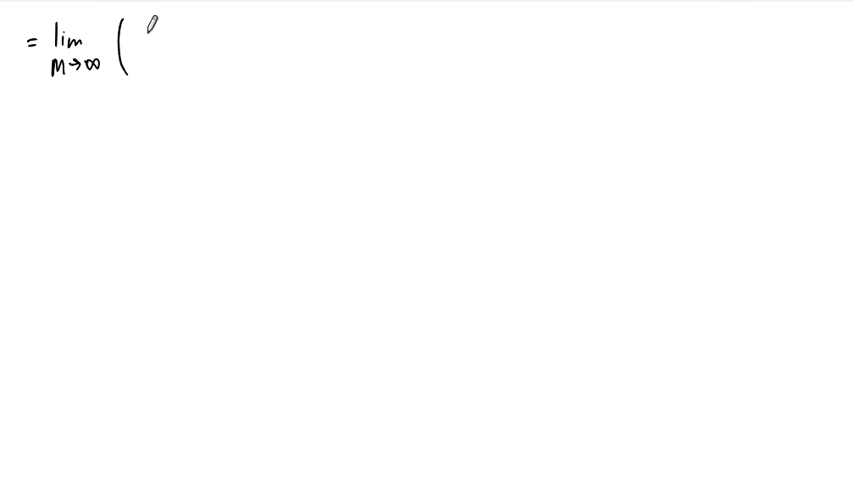 = lim (
M→∞